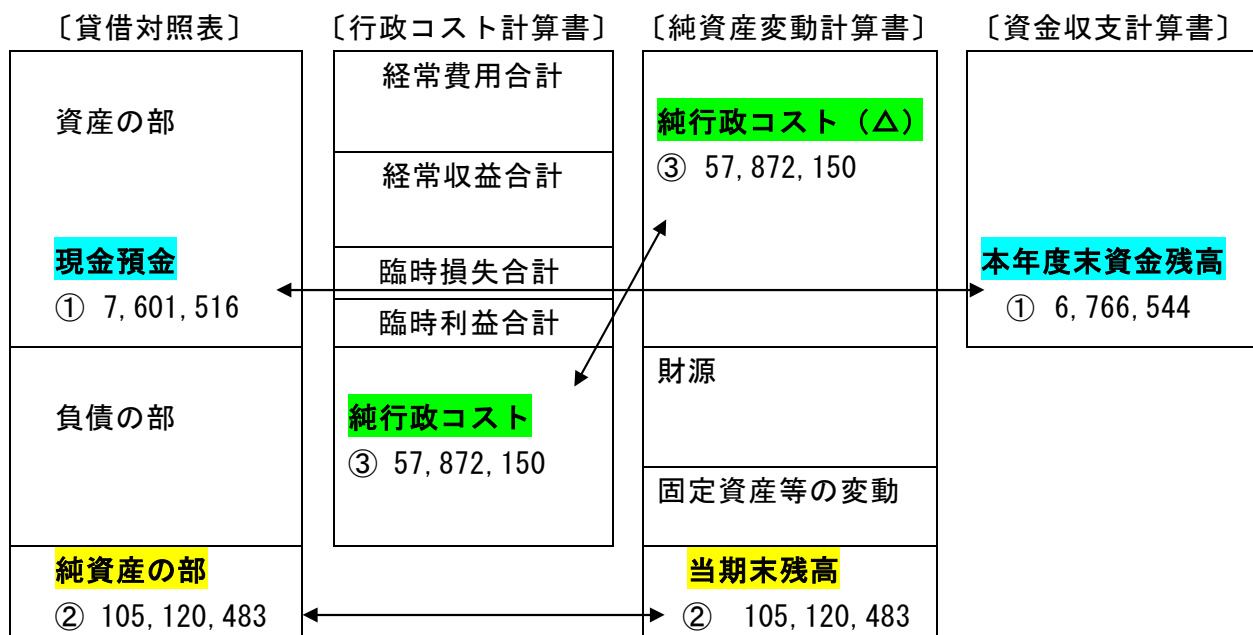 〔貸借対照表〕
資産の部
現金預金
① 7,601,516
負債の部
純資産の部
② 105,120,483
〔行政コスト計算書〕
経常費用合計
経常収益合計
臨時損失合計
臨時利益合計
純行政コスト
③ 57,872,150
〔純資産変動計算書〕
純行政コスト（△）
③ 57,872,150
財源
固定資産等の変動
当期末残高
② 105,120,483
〔資金収支計算書〕
本年度末資金残高
① 6,766,544